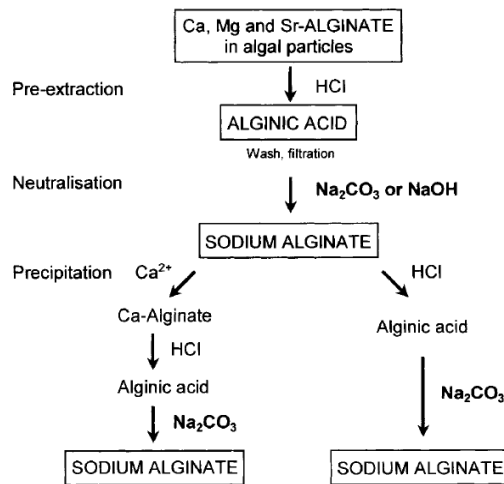 Ca, Mg and Sr-ALGINATE
in algal particles
Pre-extraction
HCl
ALGINIC ACID
Wash, filtration
Neutralisation
Na₂CO₃ or NaOH
SODIUM ALGINATE
Precipitation
Ca²⁺
HCl
Ca-Alginate
Alginic acid
HCl
Alginic acid
Na₂CO₃
Na₂CO₃
SODIUM ALGINATE
SODIUM ALGINATE